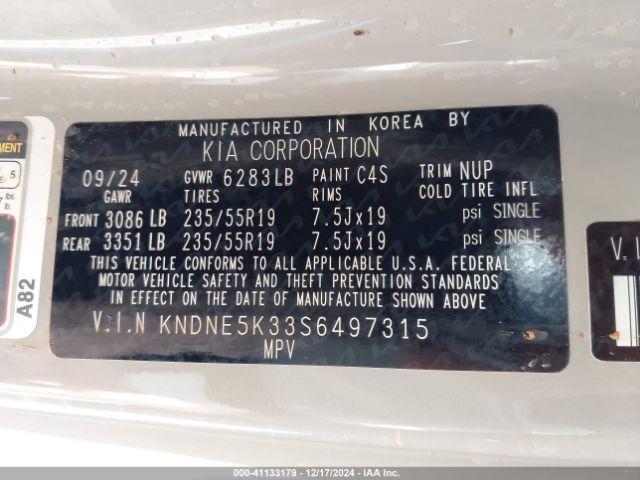 MANUFACTURED IN KOREA BY
KIA CORPORATION
09/24 GVWR 6283LB PAINT C4S TRIM NUP
GAWR TIRES RIMS COLD TIRE INFL
FRONT 3086 LB 235/55R19 7.5Jx19 psi SINGLE
REAR 3351 LB 235/55R19 7.5Jx19 psi SINGLE
THIS VEHICLE CONFORMS TO ALL APPLICABLE U.S.A. FEDERAL
MOTOR VEHICLE SAFETY AND THEFT PREVENTION STANDARDS
IN EFFECT ON THE DATE OF MANUFACTURE SHOWN ABOVE
V.I.N KNDNE5K33S6497315
MPV
A82
5
lbs.
000-41133179 - 12/17/2024 - IAA Inc.